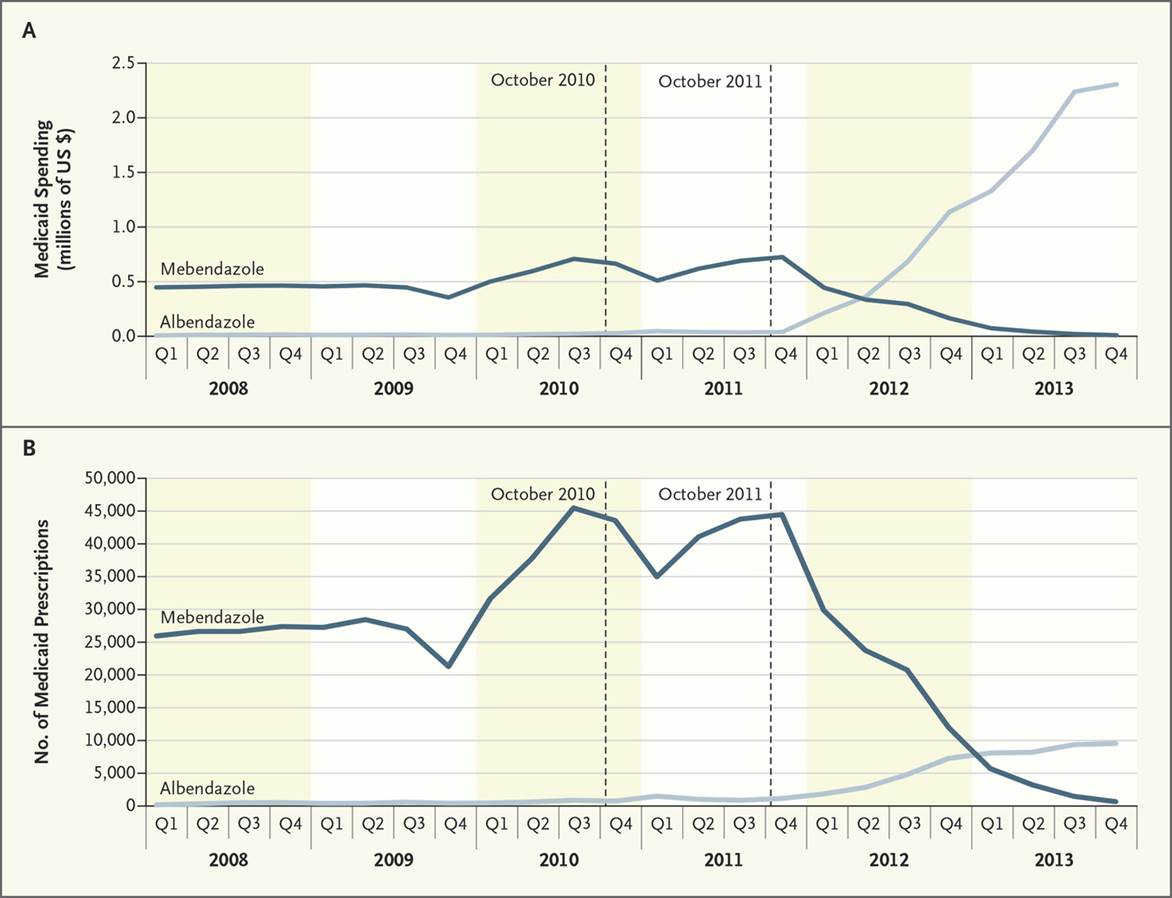 A
Medicaid Spending
(millions of US $)
2.5
2.0
1.5
1.0
0.5
0.0
October 2010
October 2011
Mebendazole
Albendazole
Q1 Q2 Q3 Q4 Q1 Q2 Q3 Q4 Q1 Q2 Q3 Q4 Q1 Q2 Q3 Q4 Q1 Q2 Q3 Q4 Q1 Q2 Q3 Q4
2008 2009 2010 2011 2012 2013
B
No. of Medicaid Prescriptions
50,000
45,000
40,000
35,000
30,000
25,000
20,000
15,000
10,000
5,000
0
October 2010
October 2011
Mebendazole
Albendazole
Q1 Q2 Q3 Q4 Q1 Q2 Q3 Q4 Q1 Q2 Q3 Q4 Q1 Q2 Q3 Q4 Q1 Q2 Q3 Q4 Q1 Q2 Q3 Q4
2008 2009 2010 2011 2012 2013